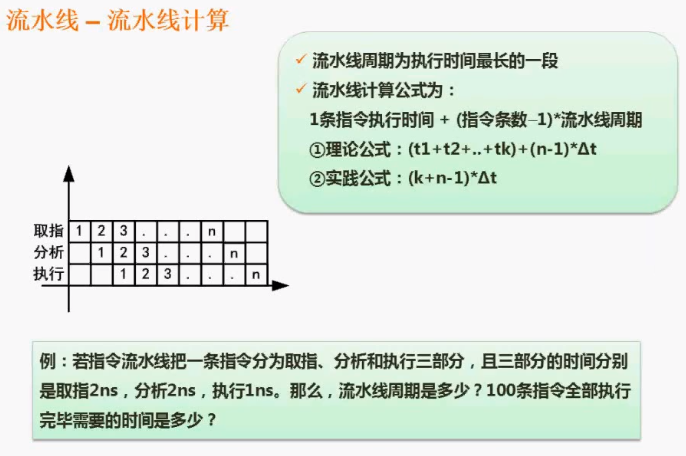 流水线 – 流水线计算
✓ 流水线周期为执行时间最长的一段
✓ 流水线计算公式为：
1条指令执行时间 + (指令条数–1)*流水线周期
①理论公式：(t1+t2+..+tk)+(n-1)*Δt
②实践公式：(k+n-1)*Δt
取指 1 2 3 . . . n
分析 1 2 3 . . . n
执行 1 2 3 . . . n
例：若指令流水线把一条指令分为取指、分析和执行三部分，且三部分的时间分别
是取指2ns，分析2ns，执行1ns。那么，流水线周期是多少？100条指令全部执行
完毕需要的时间是多少？